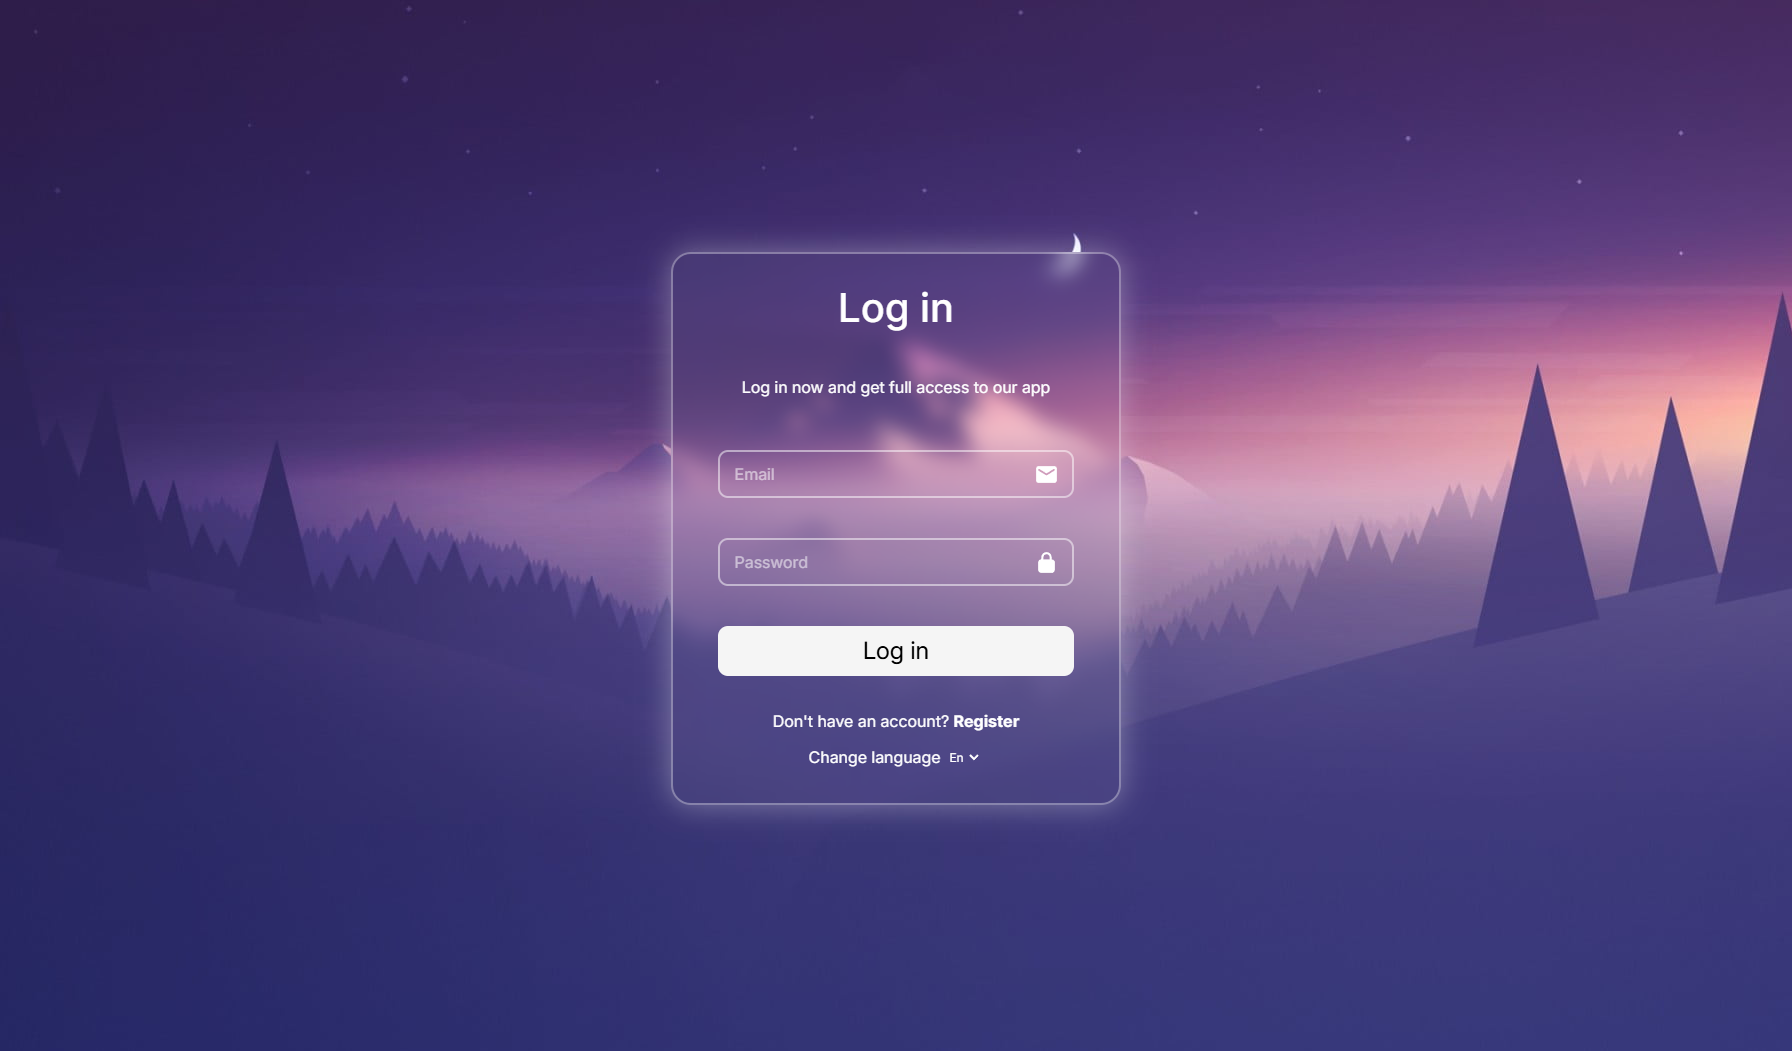 Log in
Log in now and get full access to our app
Email
Password
Log in
Don't have an account? Register
Change language En